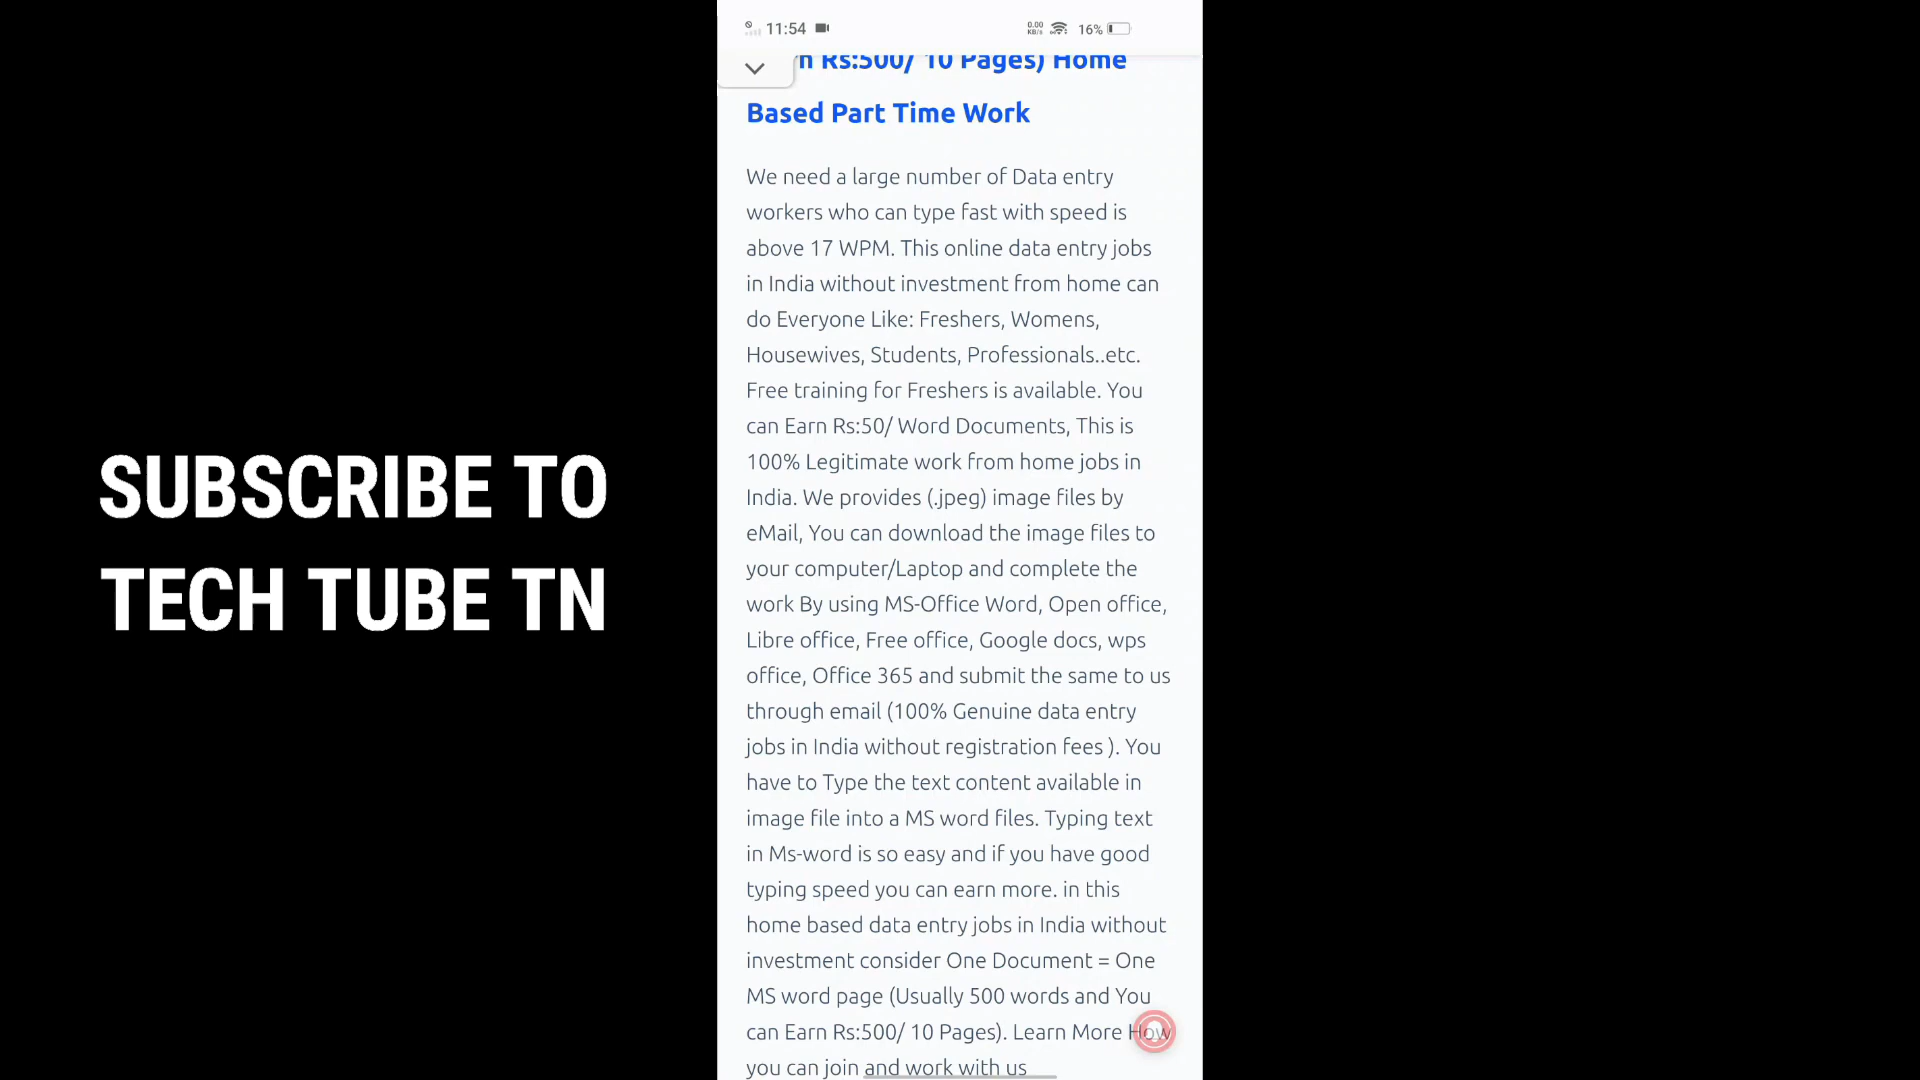 11:54
0.00
KB/s
16%
n Rs:500/ 10 Pages) Home
Based Part Time Work
We need a large number of Data entry
workers who can type fast with speed is
above 17 WPM. This online data entry jobs
in India without investment from home can
do Everyone Like: Freshers, Womens,
Housewives, Students, Professionals..etc.
Free training for Freshers is available. You
can Earn Rs:50/ Word Documents, This is
100% Legitimate work from home jobs in
India. We provides (.jpeg) image files by
eMail, You can download the image files to
your computer/Laptop and complete the
work By using MS-Office Word, Open office,
Libre office, Free office, Google docs, wps
office, Office 365 and submit the same to us
through email (100% Genuine data entry
jobs in India without registration fees ). You
have to Type the text content available in
image file into a MS word files. Typing text
in Ms-word is so easy and if you have good
typing speed you can earn more. in this
home based data entry jobs in India without
investment consider One Document = One
MS word page (Usually 500 words and You
can Earn Rs:500/ 10 Pages). Learn More How
you can join and work with us
SUBSCRIBE TO
TECH TUBE TN